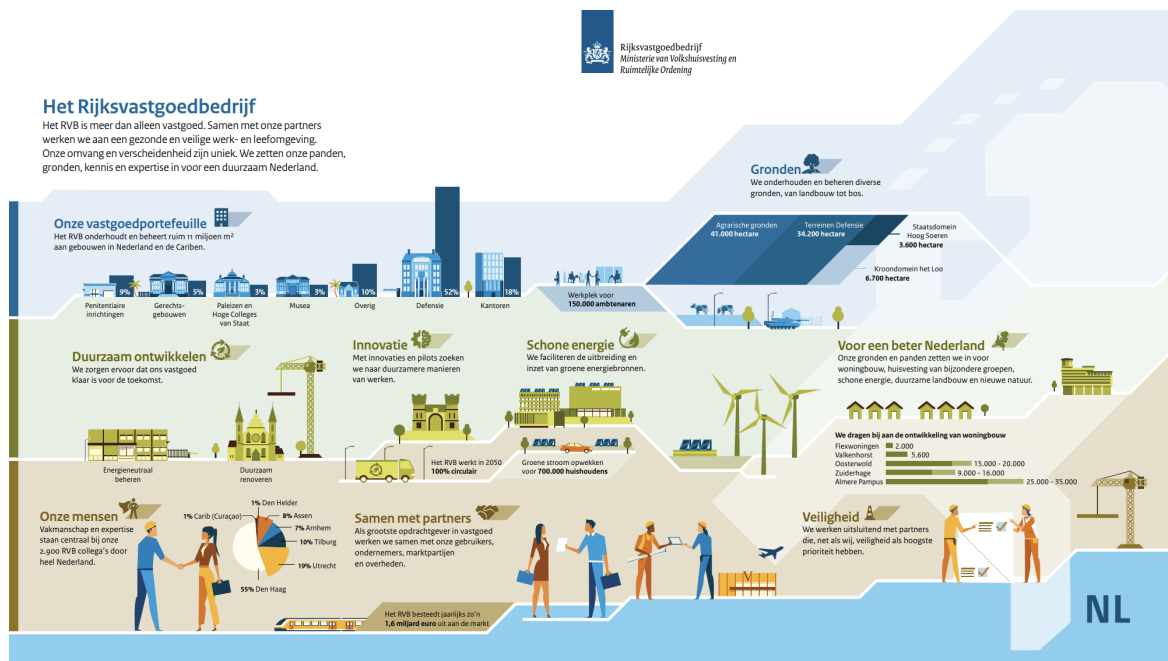 Rijksvastgoedbedrijf
Ministerie van Volkshuisvesting en
Ruimtelijke Ordening
Het Rijksvastgoedbedrijf
Het RVB is meer dan alleen vastgoed. Samen met onze partners
werken we aan een gezonde en veilige werk- en leefomgeving.
Onze omvang en verscheidenheid zijn uniek. We zetten onze panden,
gronden, kennis en expertise in voor een duurzaam Nederland.
Gronden
We onderhouden en beheren diverse
gronden, van landbouw tot bos.
Agrarische gronden
41.000 hectare
Terreinen Defensie
34.200 hectare
Staatsdomein
Hoog Soeren
3.600 hectare
Kroondomein het Loo
6.700 hectare
Onze vastgoedportefeuille
Het RVB onderhoudt en beheert ruim 11 miljoen m²
aan gebouwen in Nederland en de Cariben.
9%
5%
3%
3%
10%
52%
18%
Penitentiaire
inrichtingen
Gerechts-
gebouwen
Paleizen en
Hoge Colleges
van Staat
Musea
Overig
Defensie
Kantoren
Werkplek voor
150.000 ambtenaren
Duurzaam ontwikkelen
We zorgen ervoor dat ons vastgoed
klaar is voor de toekomst.
Energieneutraal
beheren
Duurzaam
renoveren
Innovatie
Met innovaties en pilots zoeken
we naar duurzamere manieren
van werken.
Het RVB werkt in 2050
100% circulair
Schone energie
We faciliteren de uitbreiding en
inzet van groene energiebronnen.
Groene stroom opwekken
voor 700.000 huishoudens
Voor een beter Nederland
Onze gronden en panden zetten we in voor
woningbouw, huisvesting van bijzondere groepen,
schone energie, duurzame landbouw en nieuwe natuur.
We dragen bij aan de ontwikkeling van woningbouw
Flexwoningen 2.000
Valkenhorst 5.600
Oosterwold 15.000 - 20.000
Zuiderhage 9.000 - 16.000
Almere Pampus 25.000 - 35.000
Onze mensen
Vakmanschap en expertise
staan centraal bij onze
2.900 RVB collega's door
heel Nederland.
1% Den Helder
1% Carib (Curaçao)
8% Assen
7% Arnhem
10% Tilburg
19% Utrecht
55% Den Haag
Samen met partners
Als grootste opdrachtgever in vastgoed
werken we samen met onze gebruikers,
ondernemers, marktpartijen
en overheden.
Het RVB besteedt jaarlijks zo'n
1,6 miljard euro uit aan de markt
Veiligheid
We werken uitsluitend met partners
die, net als wij, veiligheid als hoogste
prioriteit hebben.
NL